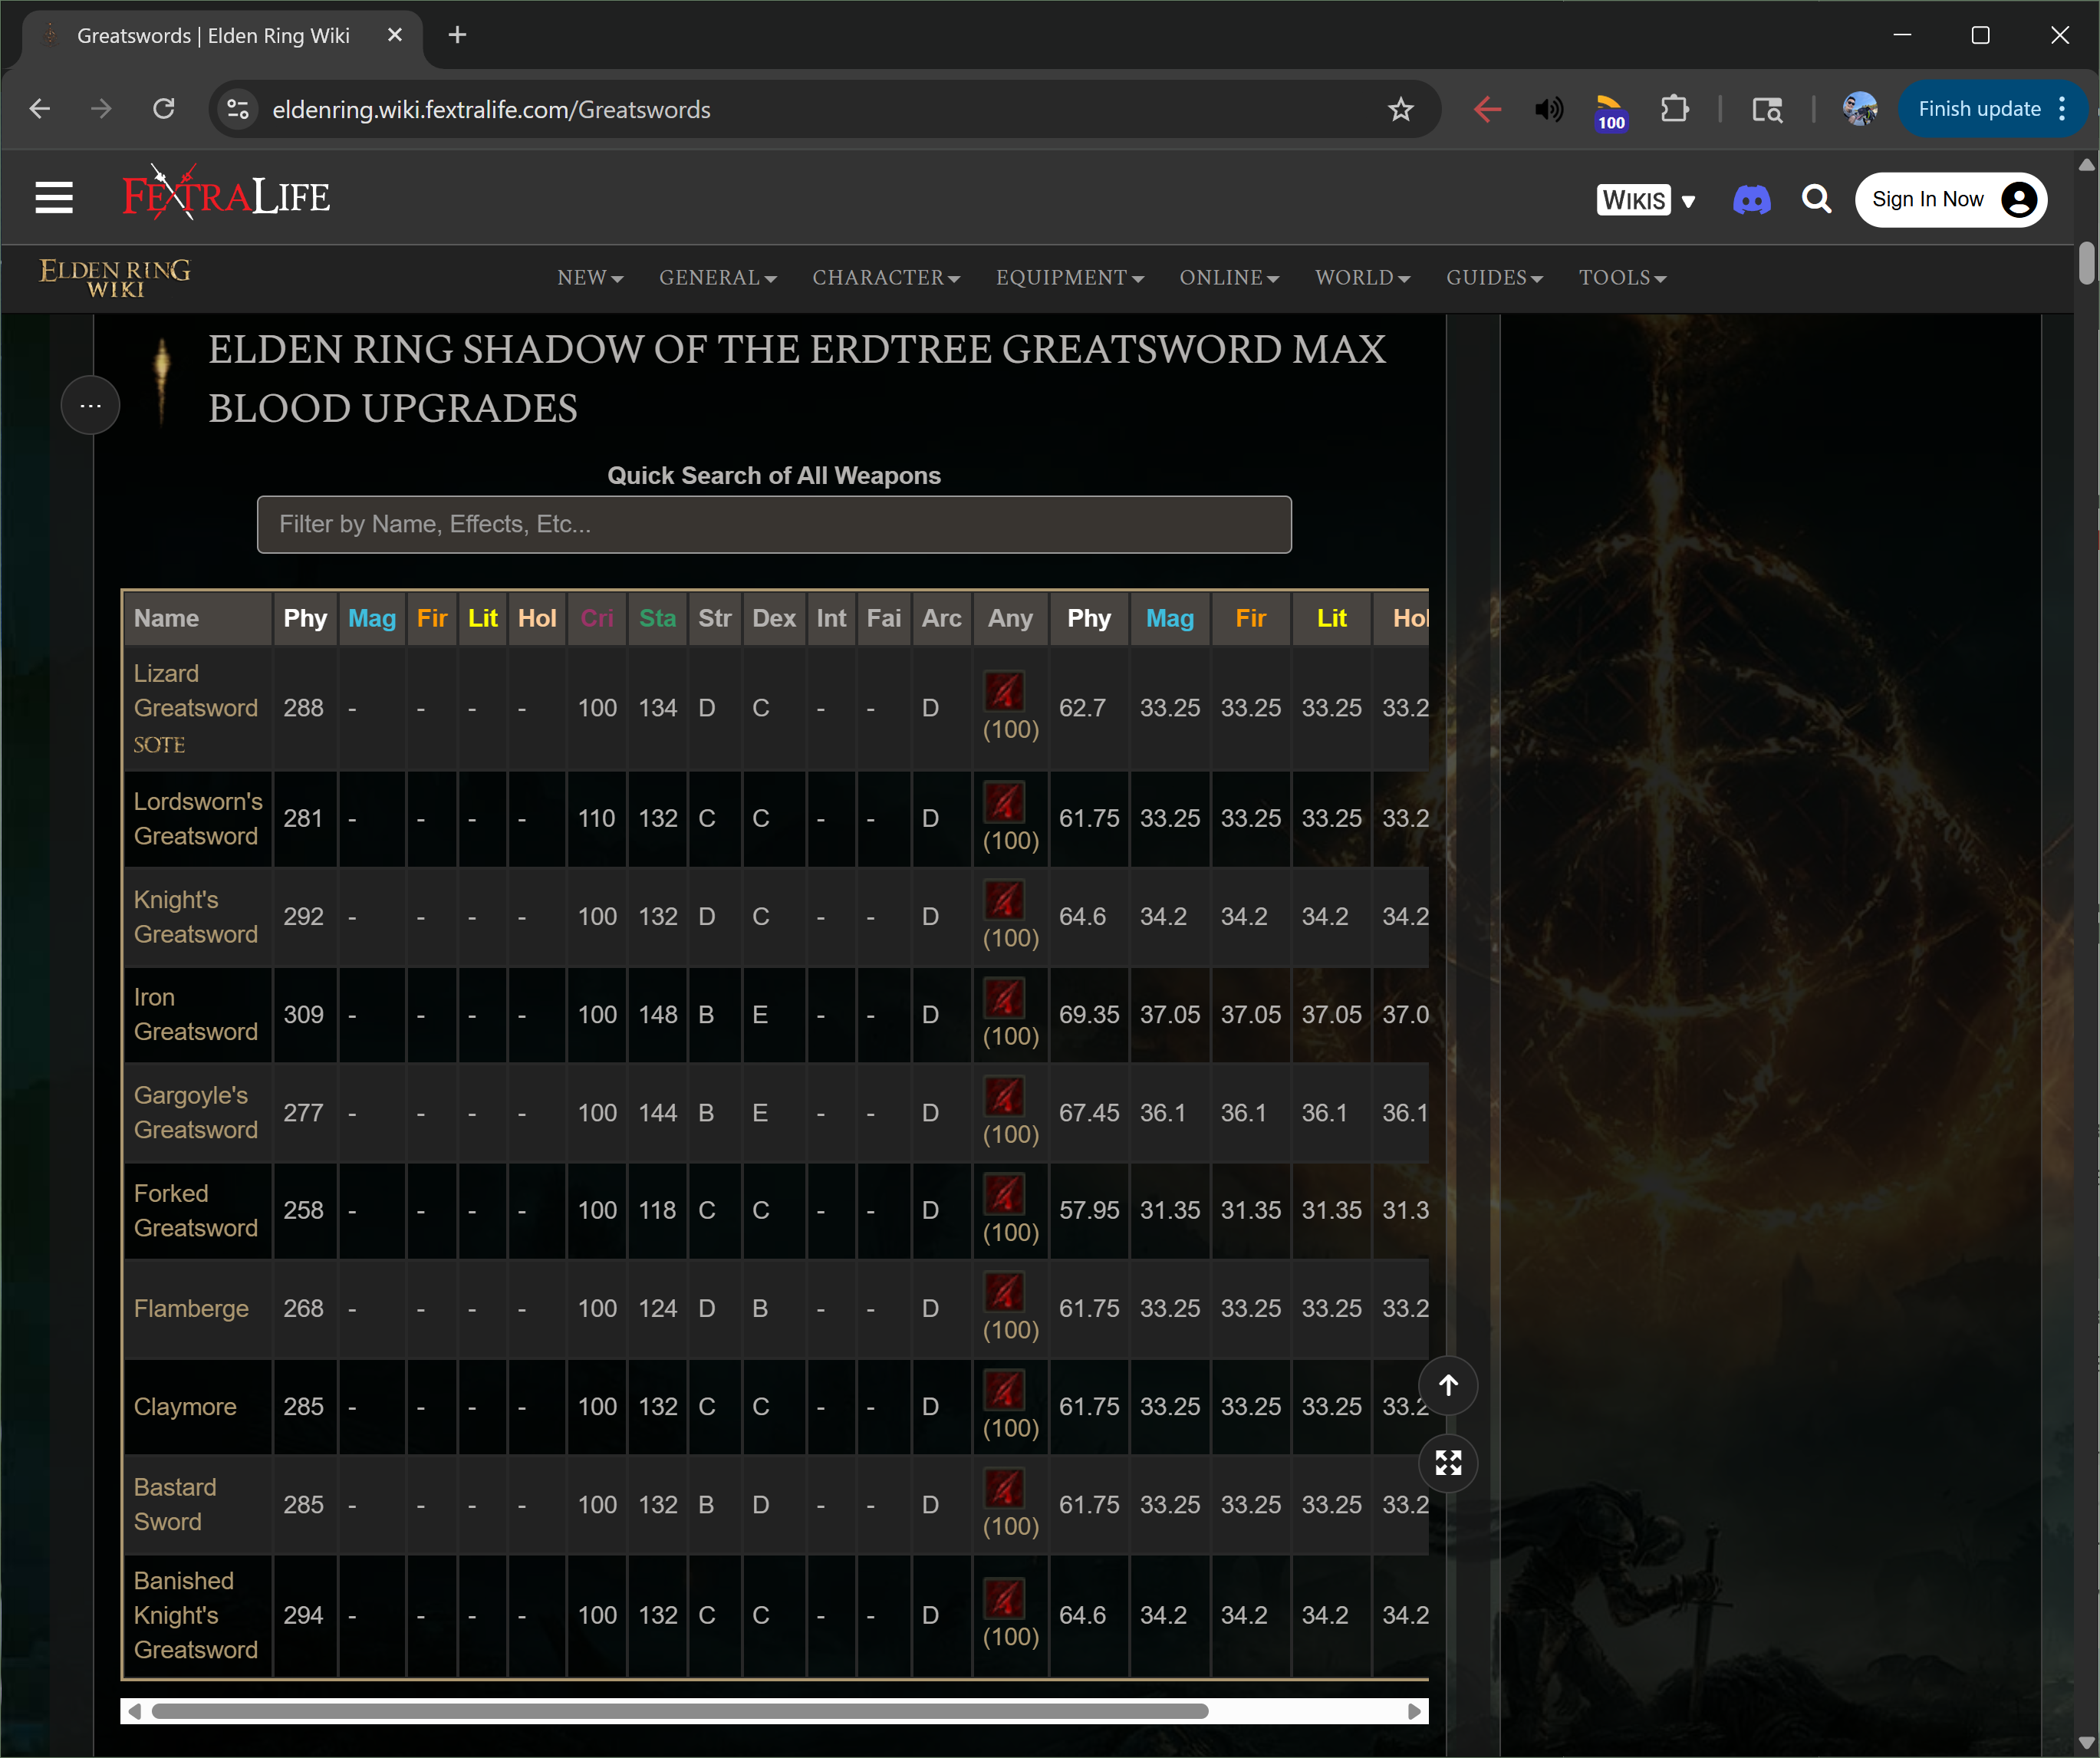 Greatswords | Elden Ring Wiki
eldenring.wiki.fextralife.com/Greatswords
100
Finish update
FEXTRALIFE
WIKIS ▼
Sign In Now
ELDEN RING
WIKI
NEW GENERAL CHARACTER EQUIPMENT ONLINE WORLD GUIDES TOOLS
ELDEN RING SHADOW OF THE ERDTREE GREATSWORD MAX
BLOOD UPGRADES
...
Quick Search of All Weapons
Filter by Name, Effects, Etc...
Name Phy Mag Fir Lit Hol Cri Sta Str Dex Int Fai Arc Any Phy Mag Fir Lit Hol
Lizard
Greatsword
SOTE
288 - - - - 100 134 D C - - D (100) 62.7 33.25 33.25 33.25 33.2
Lordsworn's
Greatsword
281 - - - - 110 132 C C - - D (100) 61.75 33.25 33.25 33.25 33.2
Knight's
Greatsword
292 - - - - 100 132 D C - - D (100) 64.6 34.2 34.2 34.2 34.2
Iron
Greatsword
309 - - - - 100 148 B E - - D (100) 69.35 37.05 37.05 37.05 37.0
Gargoyle's
Greatsword
277 - - - - 100 144 B E - - D (100) 67.45 36.1 36.1 36.1 36.1
Forked
Greatsword
258 - - - - 100 118 C C - - D (100) 57.95 31.35 31.35 31.35 31.3
Flamberge 268 - - - - 100 124 D B - - D (100) 61.75 33.25 33.25 33.25 33.2
Claymore 285 - - - - 100 132 C C - - D (100) 61.75 33.25 33.25 33.25 33.2
Bastard
Sword
285 - - - - 100 132 B D - - D (100) 61.75 33.25 33.25 33.25 33.2
Banished
Knight's
Greatsword
294 - - - - 100 132 C C - - D (100) 64.6 34.2 34.2 34.2 34.2